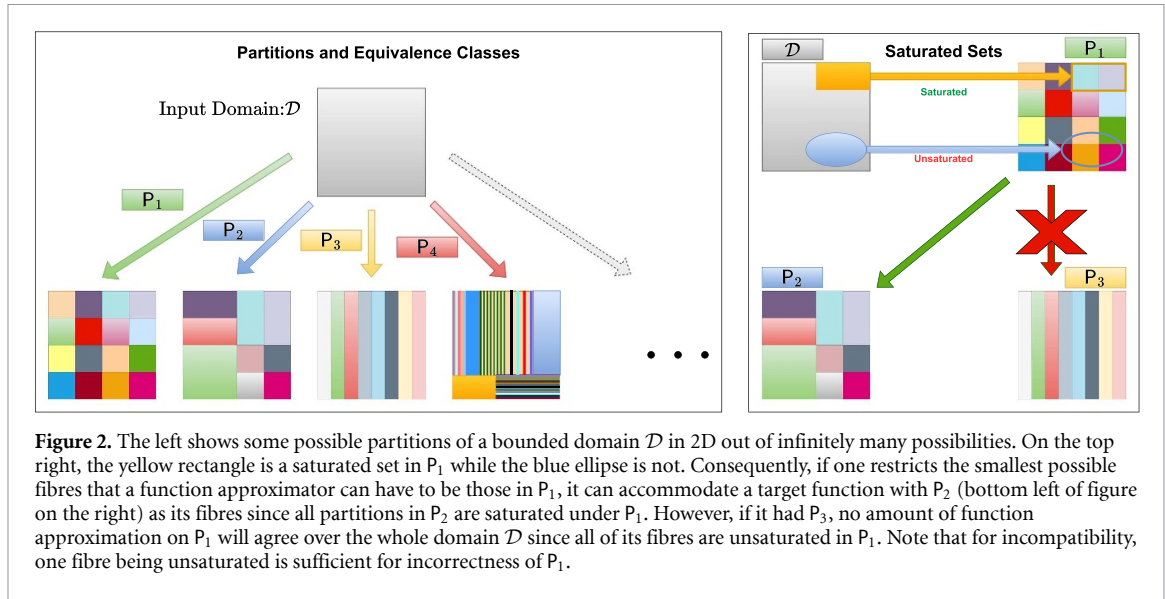 Partitions and Equivalence Classes
Input Domain:𝒟
P₁
P₂
P₃
P₄
Saturated Sets
𝒟
P₁
Saturated
Unsaturated
P₂
P₃
Figure 2. The left shows some possible partitions of a bounded domain 𝒟 in 2D out of infinitely many possibilities. On the top
right, the yellow rectangle is a saturated set in P₁ while the blue ellipse is not. Consequently, if one restricts the smallest possible
fibres that a function approximator can have to be those in P₁, it can accommodate a target function with P₂ (bottom left of figure
on the right) as its fibres since all partitions in P₂ are saturated under P₁. However, if it had P₃, no amount of function
approximation on P₁ will agree over the whole domain 𝒟 since all of its fibres are unsaturated in P₁. Note that for incompatibility,
one fibre being unsaturated is sufficient for incorrectness of P₁.